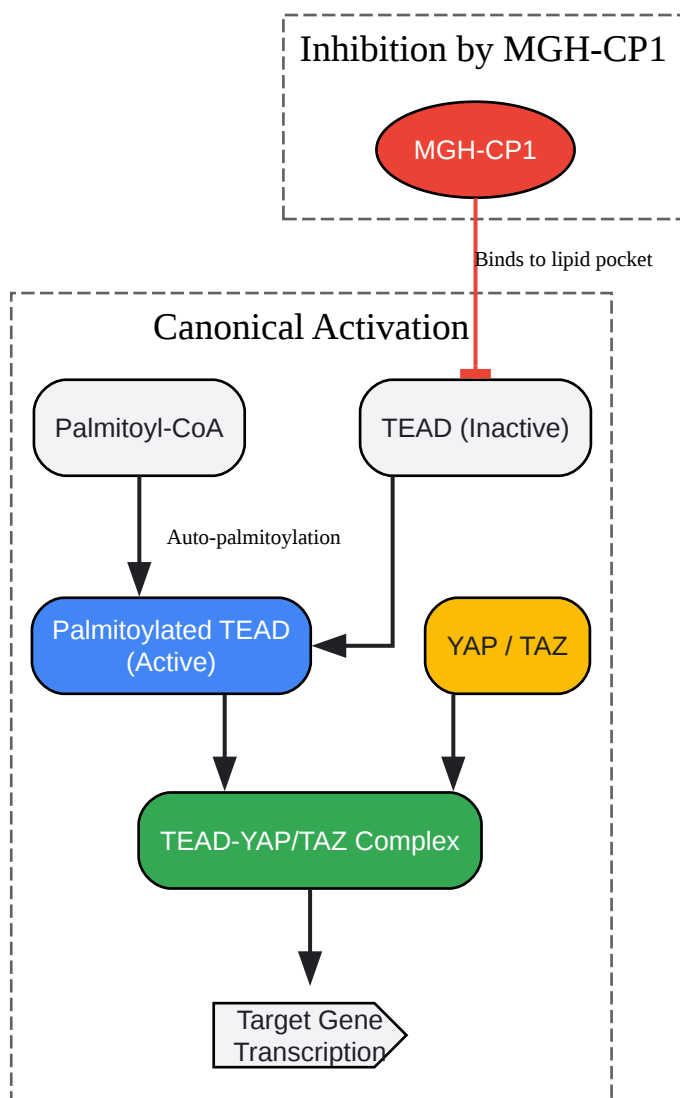 Inhibition by MGH-CP1
MGH-CP1
Binds to lipid pocket
Canonical Activation
Palmitoyl-CoA
TEAD (Inactive)
Auto-palmitoylation
Palmitoylated TEAD
(Active)
YAP / TAZ
TEAD-YAP/TAZ Complex
Target Gene
Transcription